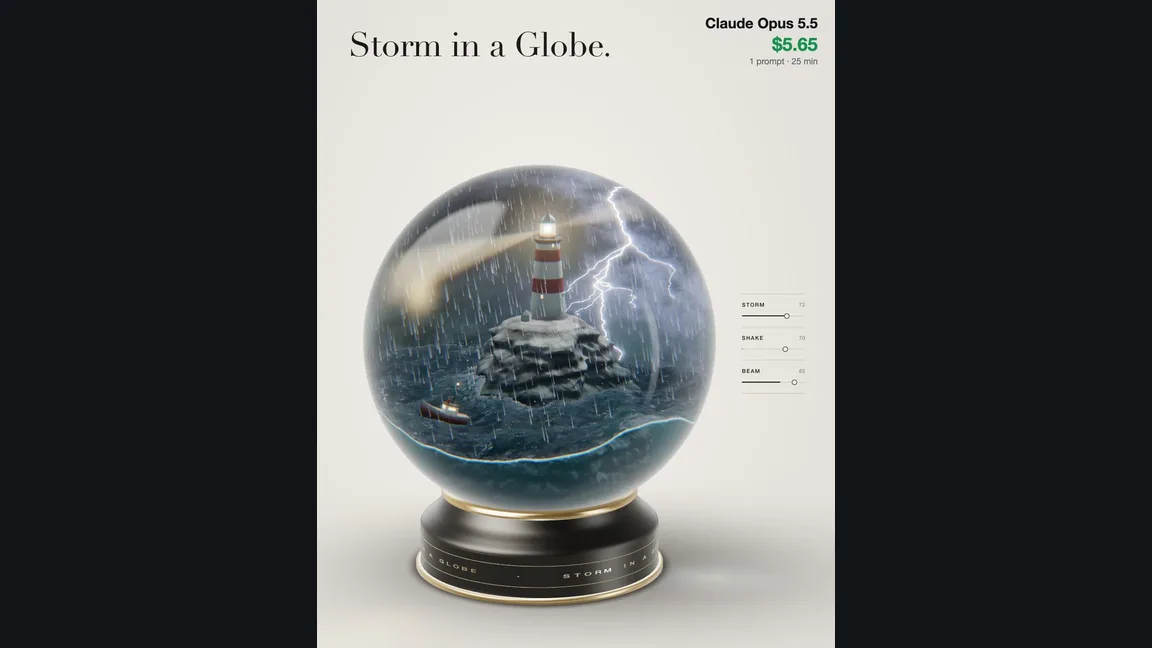 Storm in a Globe.
Claude Opus 5.5
$5.65
1 prompt · 25 min
STORM 72
SHAKE 70
BEAM
A GLOBE · STORM IN A